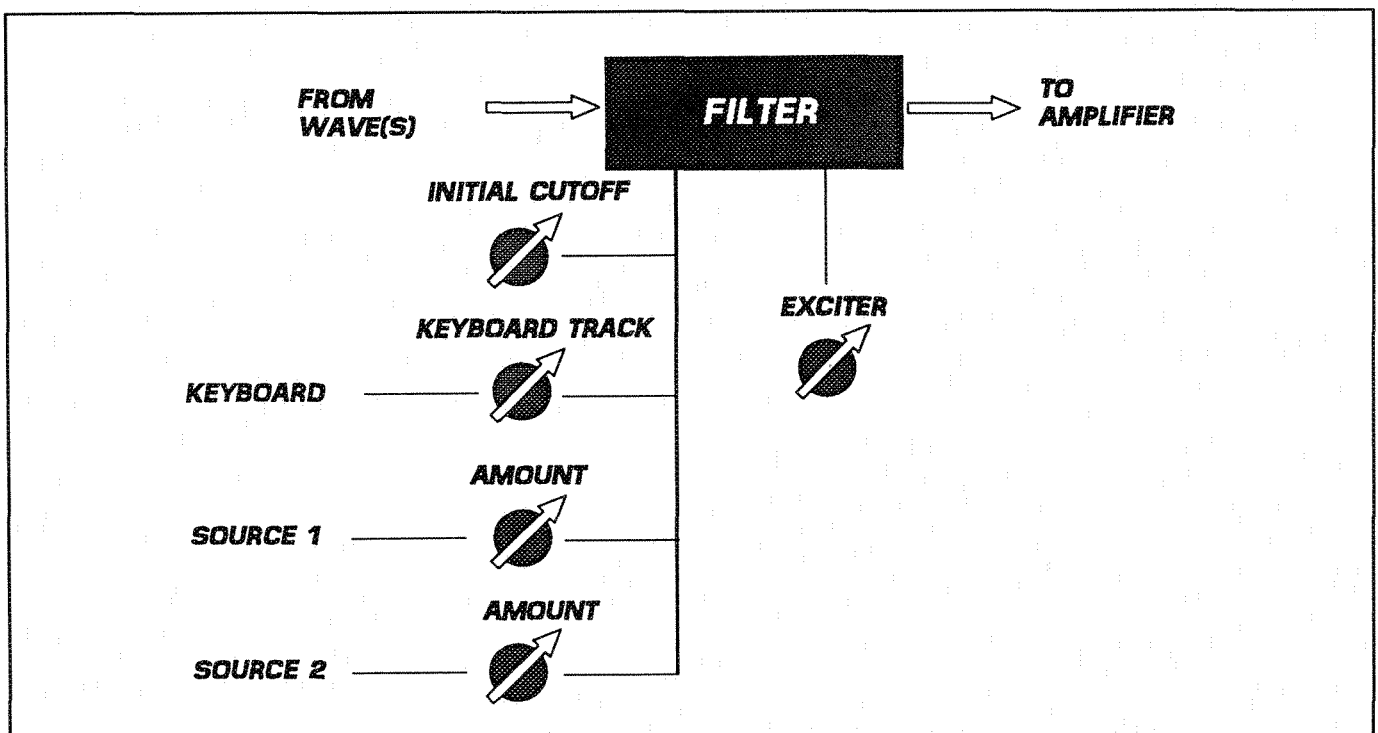 FROM
WAVE(S)
FILTER
TO
AMPLIFIER
INITIAL CUTOFF
EXCITER
KEYBOARD TRACK
KEYBOARD
AMOUNT
SOURCE 1
AMOUNT
SOURCE 2